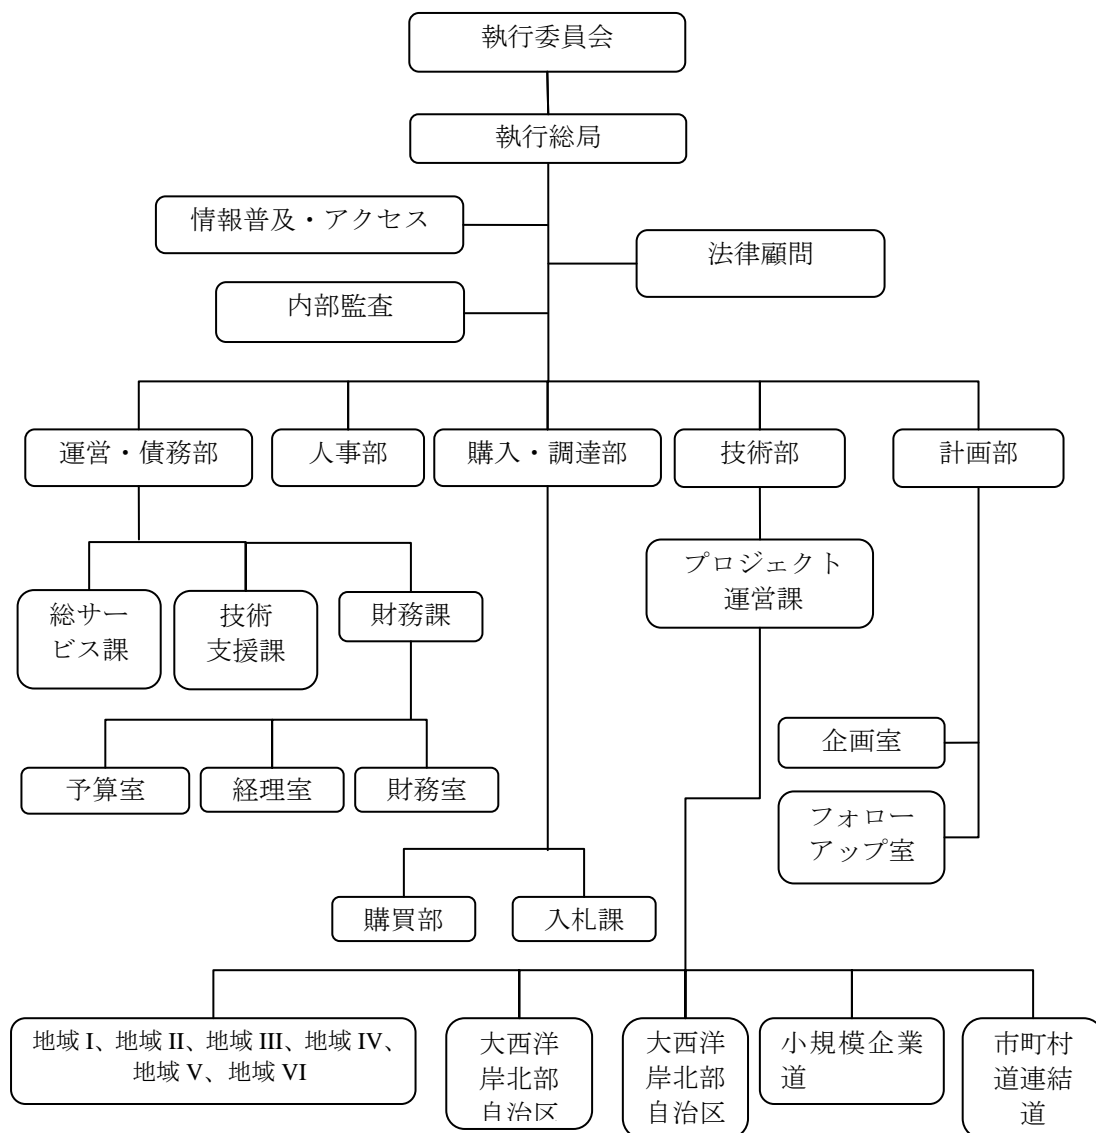 執行委員会
執行総局
情報普及・アクセス
法律顧問
内部監査
運営・債務部
人事部
購入・調達部
技術部
計画部
プロジェクト
運営課
総サー
ビス課
技術
支援課
財務課
企画室
予算室
経理室
財務室
フォロー
アップ室
購買部
入札課
地域 I、地域 II、地域 III、地域 IV、
地域 V、地域 VI
大西洋
岸北部
自治区
大西洋
岸北部
自治区
小規模企業
道
市町村
道連結
道